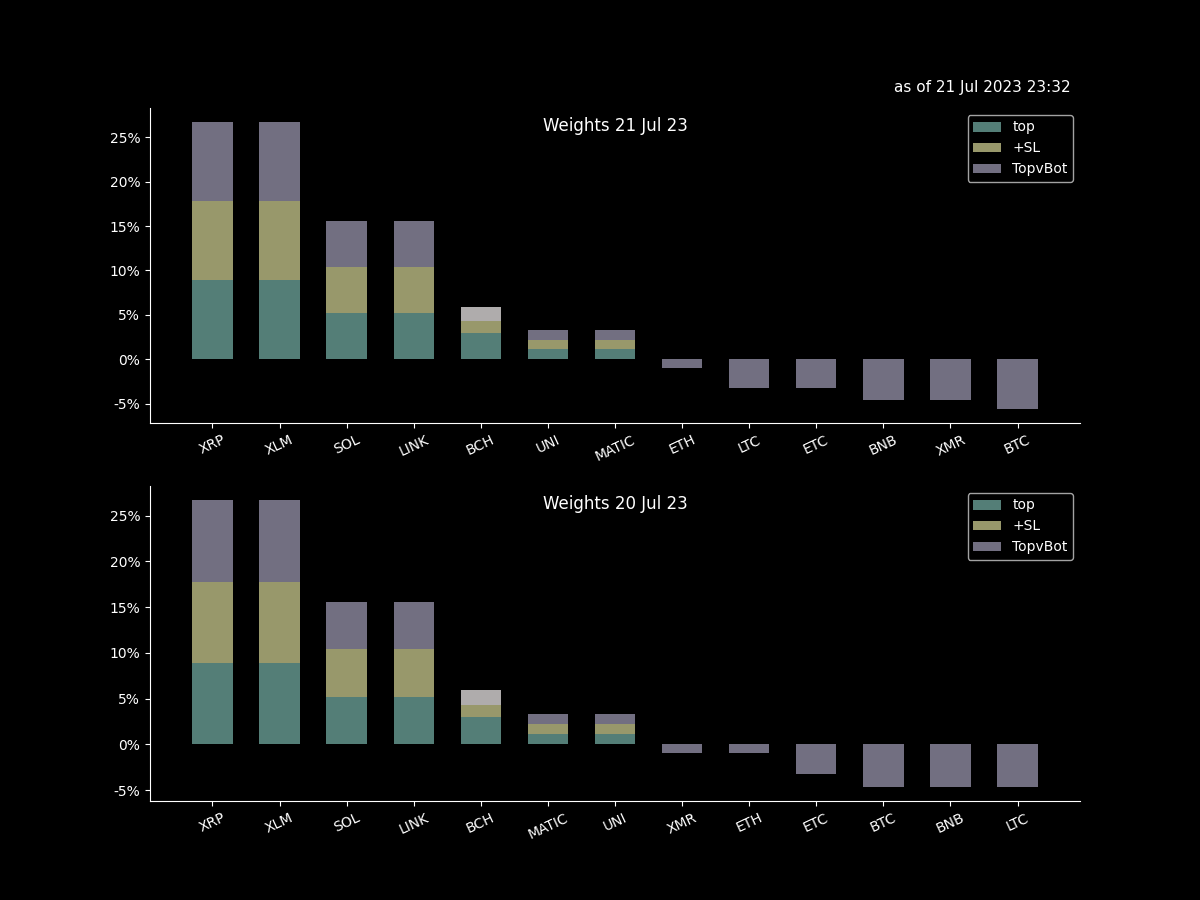 as of 21 Jul 2023 23:32
Weights 21 Jul 23
top
+SL
TopvBot
25%
20%
15%
10%
5%
0%
-5%
XRP XLM SOL LINK BCH UNI MATIC ETH LTC ETC BNB XMR BTC
Weights 20 Jul 23
top
+SL
TopvBot
25%
20%
15%
10%
5%
0%
-5%
XRP XLM SOL LINK BCH MATIC UNI XMR ETH ETC BTC BNB LTC